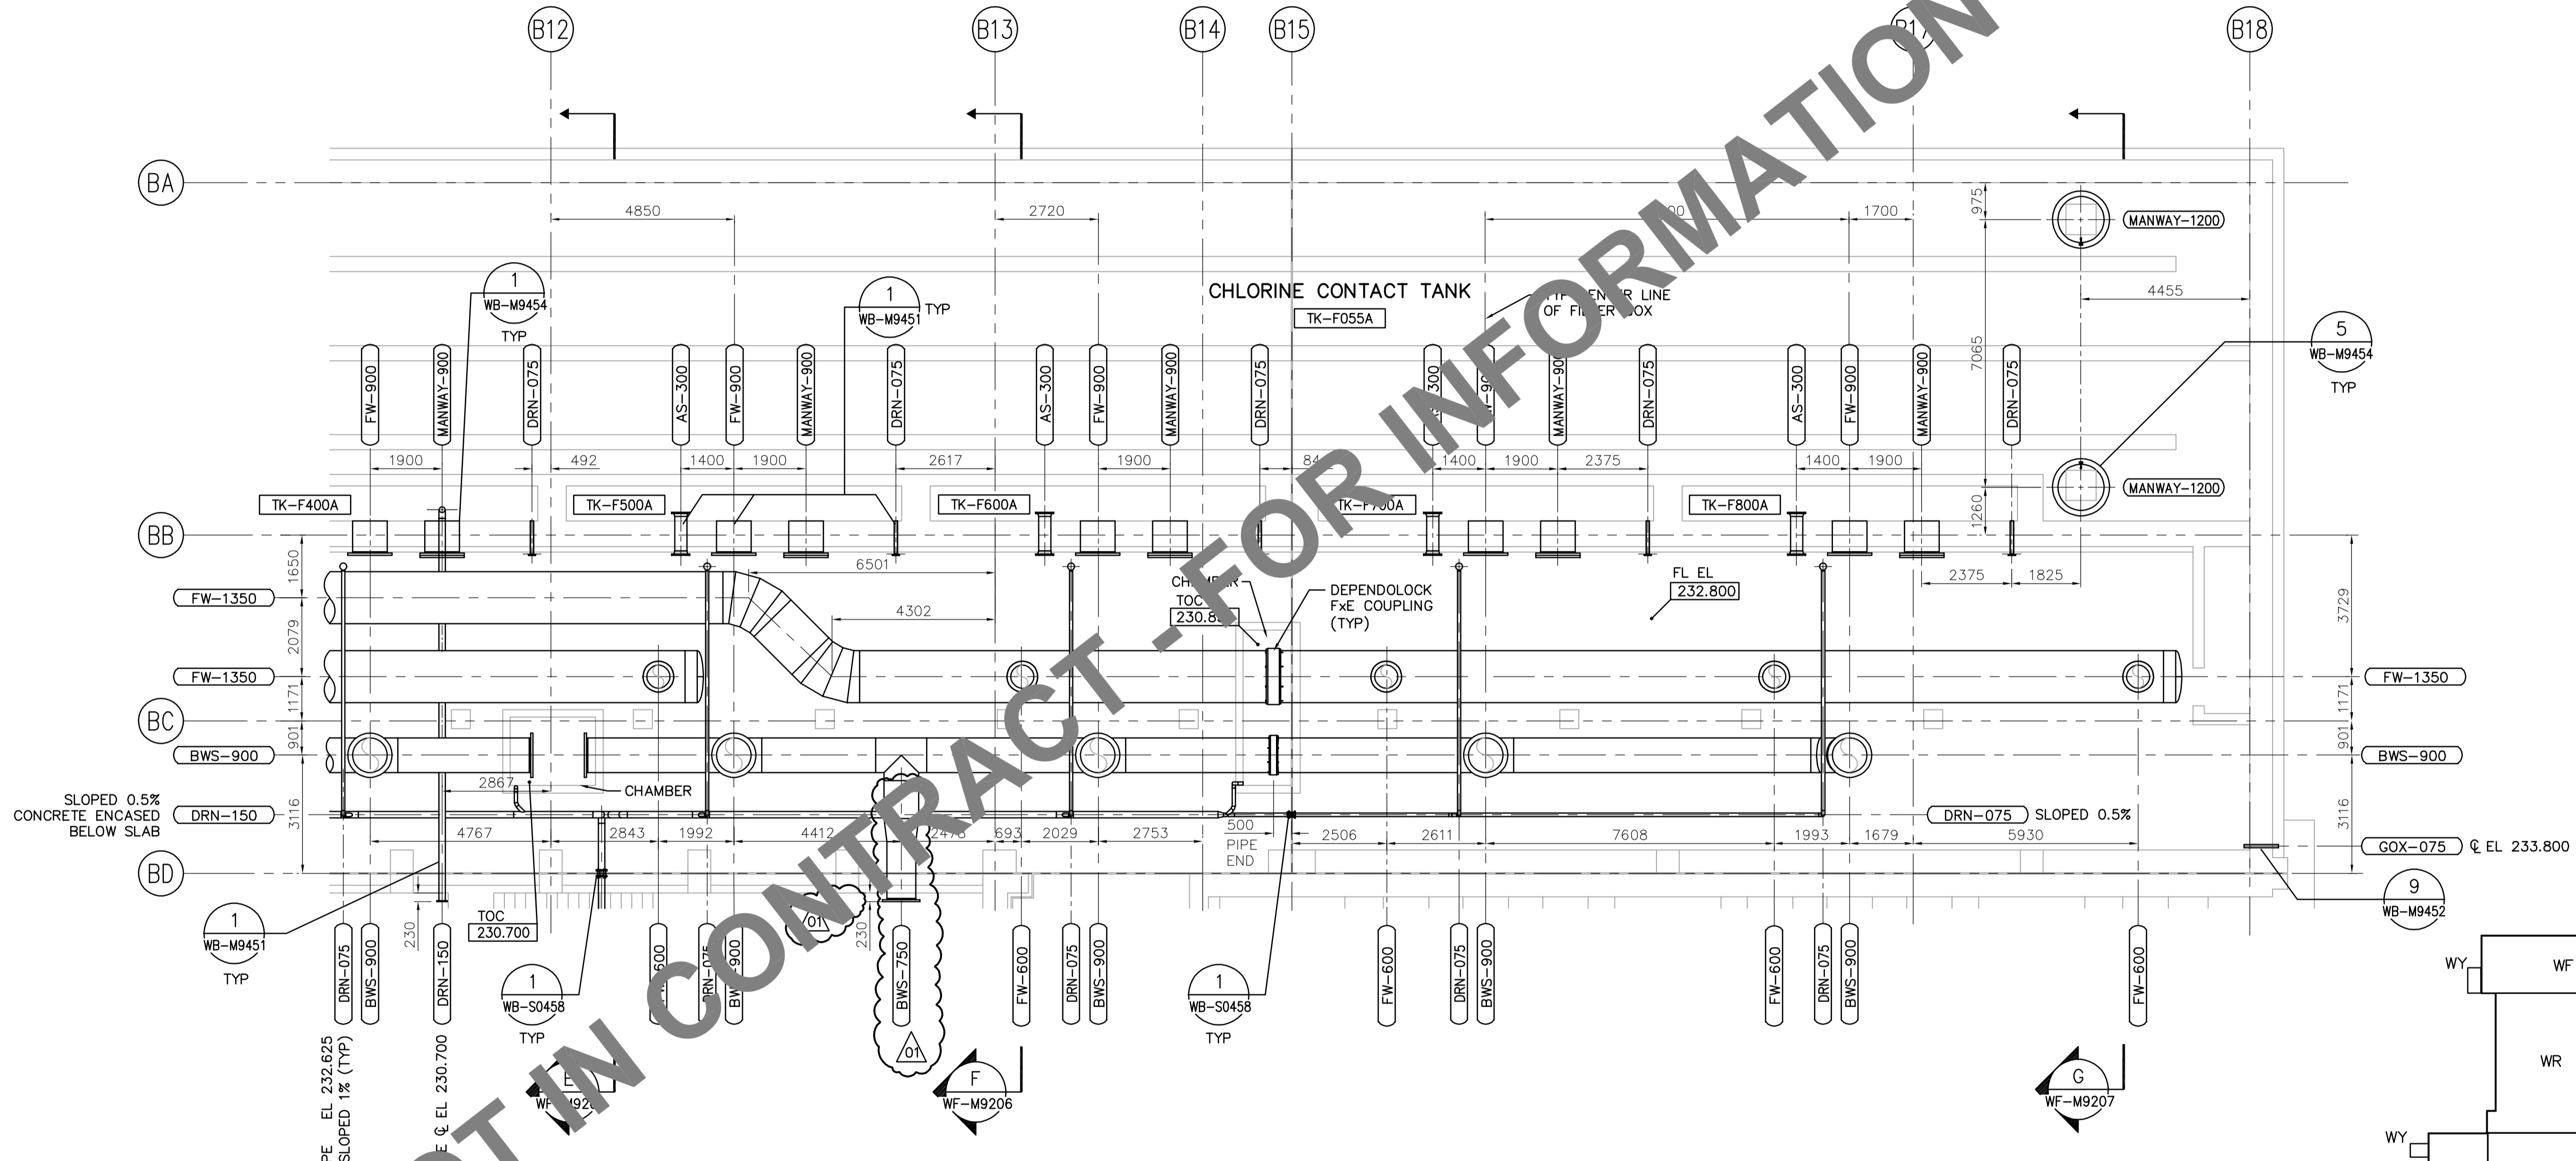 B12
B13
B14
B15
B18
BA
4850
2720
1700
975
MANWAY-1200
1
WB-M9454
TYP
1
WB-M9451
TYP
CHLORINE CONTACT TANK
TK-F055A
LINE
OF
4455
7065
5
WB-M9454
TYP
FW-900
MANWAY-900
DRN-075
AS-300
FW-900
MANWAY-900
DRN-075
AS-300
FW-900
MANWAY-900
DRN-075
DRN-075
AS-300
FW-900
MANWAY-900
DRN-075
1900
492
1400
1900
2617
1900
1400
1900
2375
1400
1900
TK-F400A
TK-F500A
TK-F600A
TK-F800A
MANWAY-1200
1260
BB
1650
6501
FL EL
232.800
2375
1825
DEPENDOLOCK
FxE COUPLING
(TYP)
TOC
FW-1350
4302
2079
3729
FW-1350
FW-1350
1171
1171
BC
901
901
BWS-900
BWS-900
2867
CHAMBER
SLOPED 0.5%
CONCRETE ENCASED
BELOW SLAB
DRN-150
3116
DRN-075
SLOPED 0.5%
3116
4767
2843
1992
4412
2029
2753
500
PIPE
END
2506
2611
7608
1993
1679
5930
GOX-075
℄ EL 233.800
BD
1
WB-M9451
TYP
230
TOC
230.700
01
230
9
WB-M9452
DRN-075
BWS-900
DRN-150
BWS-750
FW-600
DRN-075
BWS-900
FW-600
DRN-075
BWS-900
FW-600
DRN-075
BWS-900
FW-600
1
WB-S0458
TYP
01
1
WB-S0458
TYP
EL 232.625
SLOPED 1% (TYP)
℄ EL 230.700
F
WF-M9206
G
WF-M9207
WY
WF
WR
WY
IN CONTRACT - FOR INFORMATION